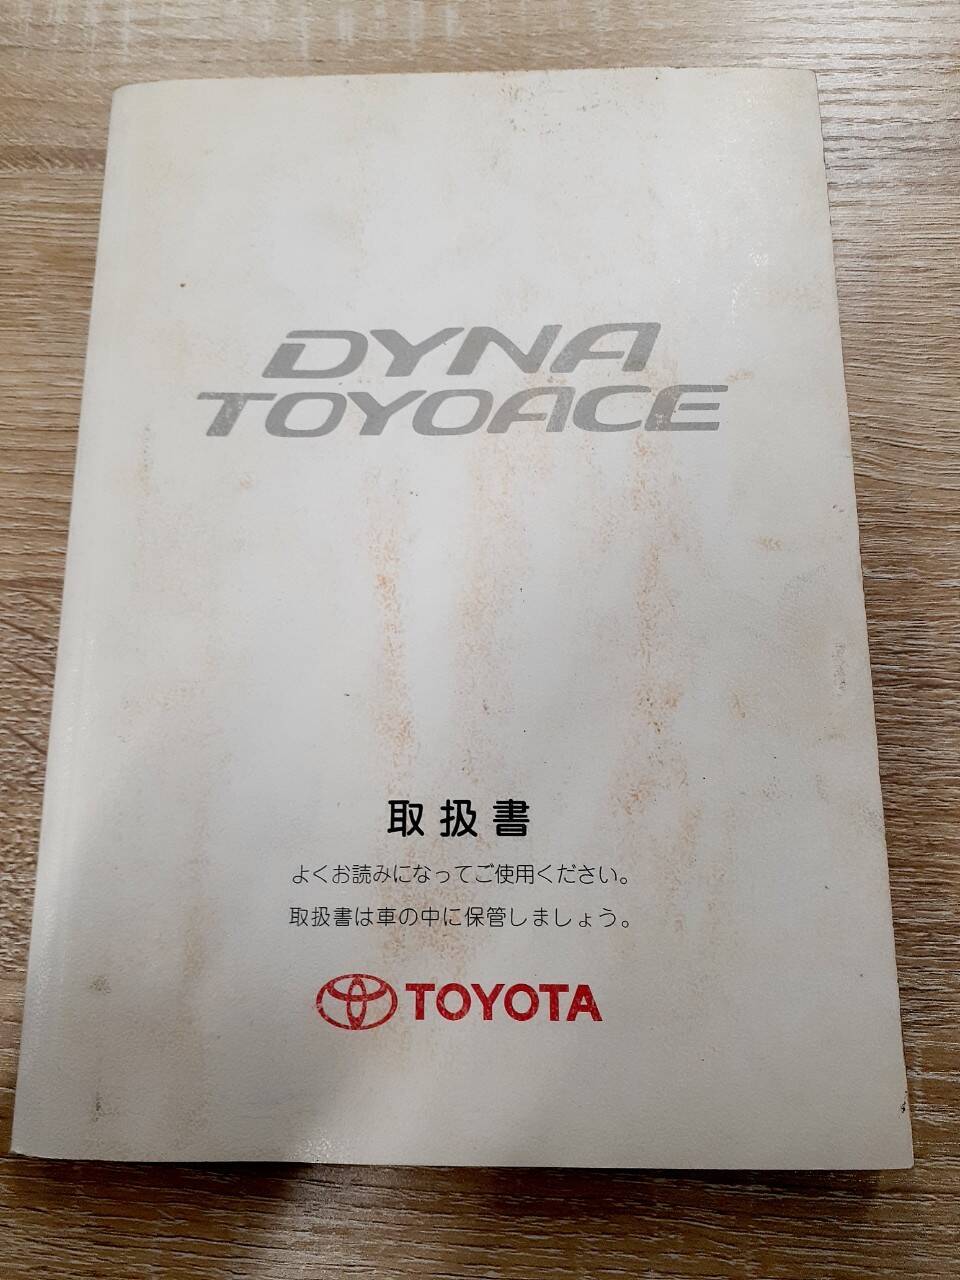 DYNA
TOYOACE
取扱書
よくお読みになってご使用ください。
取扱書は車の中に保管しましょう。
TOYOTA